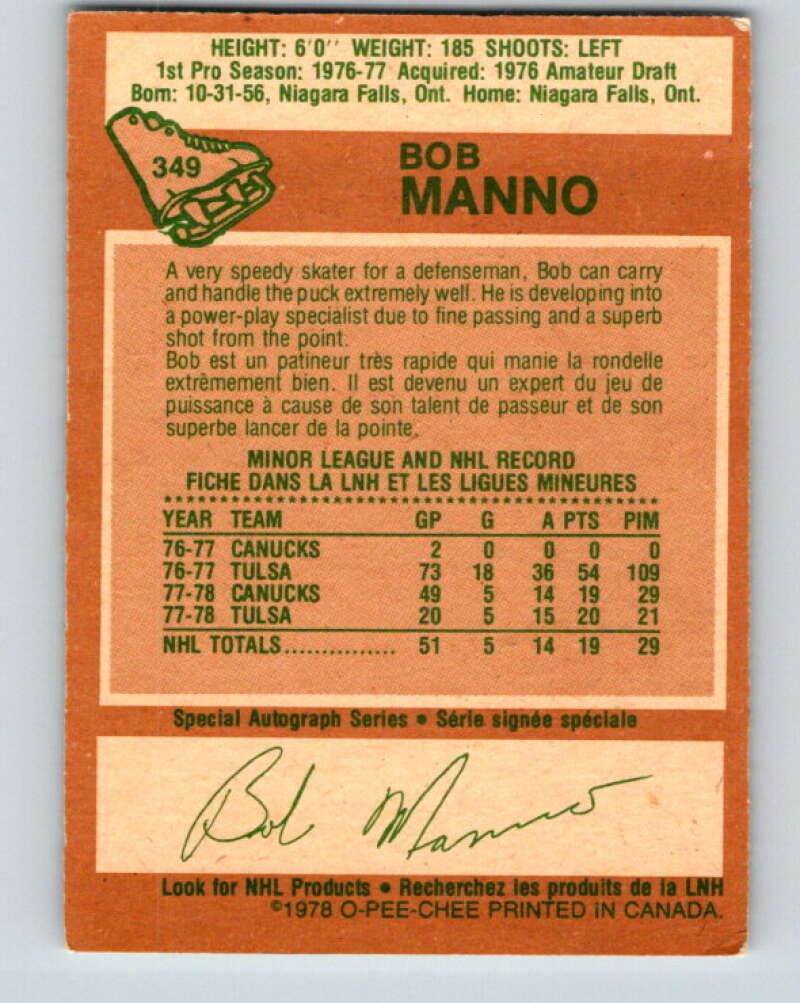 HEIGHT: 6'0'' WEIGHT: 185 SHOOTS: LEFT
1st Pro Season: 1976-77 Acquired: 1976 Amateur Draft
Born: 10-31-56, Niagara Falls, Ont. Home: Niagara Falls, Ont.
349
BOB
MANNO
A very speedy skater for a defenseman, Bob can carry
and handle the puck extremely well. He is developing into
a power-play specialist due to fine passing and a superb
shot from the point.
Bob est un patineur très rapide qui manie la rondelle
extrèmement bien. Il est devenu un expert du jeu de
puissance à cause de son talent de passeur et de son
superbe lancer de la pointe.
MINOR LEAGUE AND NHL RECORD
FICHE DANS LA LNH ET LES LIGUES MINEURES
YEAR TEAM GP G A PTS PIM
76-77 CANUCKS 2 0 0 0 0
76-77 TULSA 73 18 36 54 109
77-78 CANUCKS 49 5 14 19 29
77-78 TULSA 20 5 15 20 21
NHL TOTALS............... 51 5 14 19 29
Special Autograph Series • Série signée spéciale
Bob Manno
Look for NHL Products • Recherchez les produits de la LNH
©1978 O-PEE-CHEE PRINTED IN CANADA.